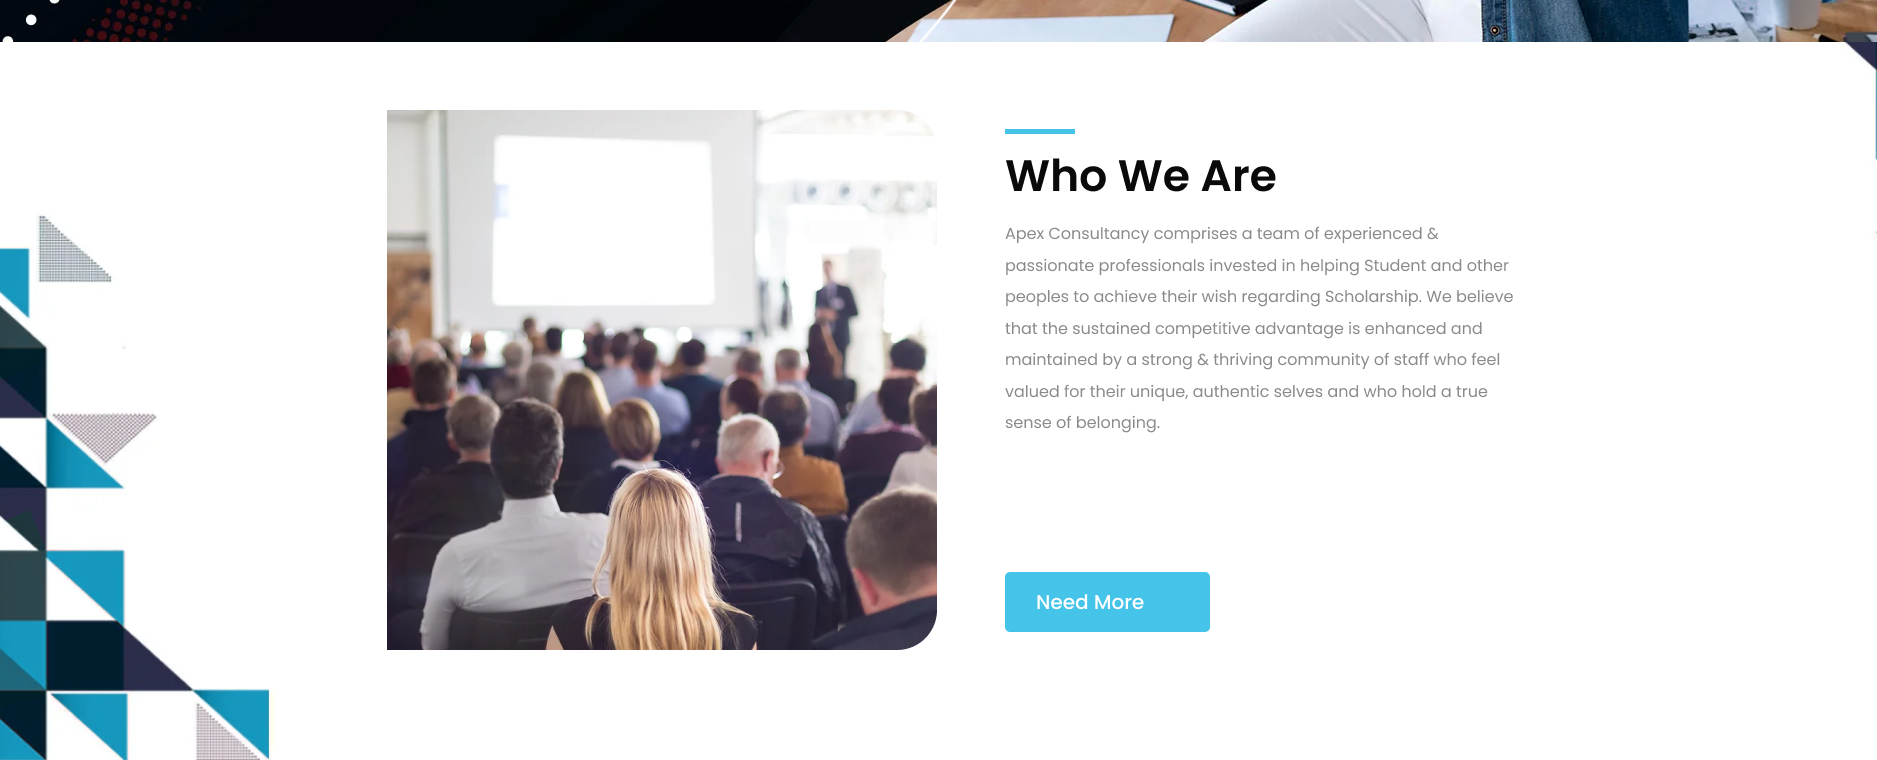 Who We Are
Apex Consultancy comprises a team of experienced &
passionate professionals invested in helping Student and other
peoples to achieve their wish regarding Scholarship. We believe
that the sustained competitive advantage is enhanced and
maintained by a strong & thriving community of staff who feel
valued for their unique, authentic selves and who hold a true
sense of belonging.
Need More